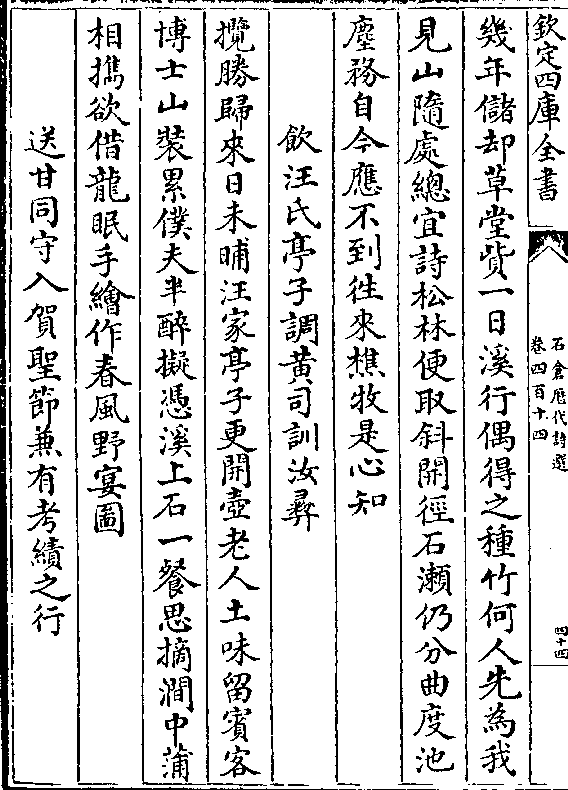 欽定四庫全書
石倉歷代詩選
卷四百十四
四十四
幾年儲却草堂貲一日溪行偶得之種竹何人先為我
見山隨處總宜詩松林便取斜開徑石瀨仍分曲度池
塵務自今應不到徃來樵牧是心知
飲汪氏亭子調黄司訓汝彛
攬勝歸來日未晡汪家亭子更開壺老人土味留賓客
博士山裝累僕夫半醉擬憑溪上石一餐思摘澗中蒲
相攜欲借龍眠手繪作春風野宴圖
送甘同守入賀聖節兼有考績之行